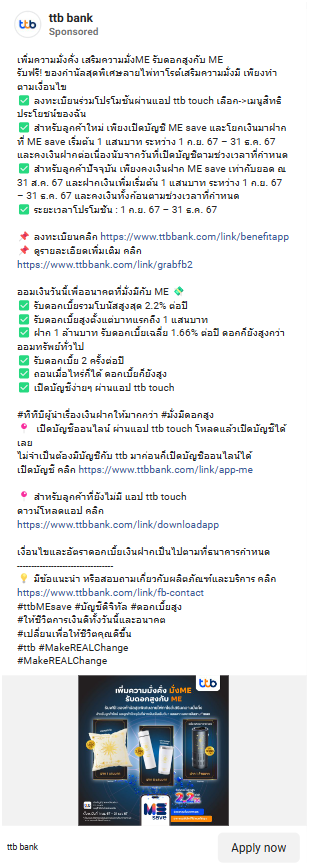 ttb bank
Sponsored
เพิ่มความมั่งคั่ง เสริมความมั่งME รับดอกสูงกับ ME
รับฟรี! ของกำนัลสุดพิเศษลายไพ่ทาโรต์เสริมความมั่งมี เพียงทำ
ตามเงื่อนไข
✅ ลงทะเบียนร่วมโปรโมชันผ่านแอป ttb touch เลือก->เมนูสิทธิ
ประโยชน์ของฉัน
✅ สำหรับลูกค้าใหม่ เพียงเปิดบัญชี ME save และโยกเงินมาฝาก
ที่ ME save เริ่มต้น 1 แสนบาท ระหว่าง 1 ก.ย. 67 – 31 ธ.ค. 67
และคงเงินฝากต่อเนื่องนับจากวันที่เปิดบัญชีตามช่วงเวลาที่กำหนด
✅ สำหรับลูกค้าปัจจุบัน เพียงคงเงินฝาก ME save เท่ากับยอด ณ
31 ส.ค. 67 และฝากเงินเพิ่มเริ่มต้น 1 แสนบาท ระหว่าง 1 ก.ย. 67
– 31 ธ.ค. 67 และคงเงินทั้งก้อนตามช่วงเวลาที่กำหนด
✅ ระยะเวลาโปรโมชัน : 1 ก.ย. 67 – 31 ธ.ค. 67
📌 ลงทะเบียนคลิก https://www.ttbbank.com/link/benefitapp
📌 ดูรายละเอียดเพิ่มเติม คลิก
https://www.ttbbank.com/link/grabfb2
ออมเงินวันนี้เพื่ออนาคตที่มั่งมีกับ ME 💸
✅ รับดอกเบี้ยรวมโบนัสสูงสุด 2.2% ต่อปี
✅ รับดอกเบี้ยสูงตั้งแต่บาทแรกถึง 1 แสนบาท
✅ ฝาก 1 ล้านบาท รับดอกเบี้ยเฉลี่ย 1.66% ต่อปี ดอกก็ยังสูงกว่า
ออมทรัพย์ทั่วไป
✅ รับดอกเบี้ย 2 ครั้งต่อปี
✅ ถอนเมื่อไหร่ก็ได้ ดอกเบี้ยก็ยังสูง
✅ เปิดบัญชีง่ายๆ ผ่านแอป ttb touch
#ทีทีบีผู้นำเรื่องเงินฝากให้มากกว่า #มั่งมีดอกสูง
📍 เปิดบัญชีออนไลน์ ผ่านแอป ttb touch โหลดแล้วเปิดบัญชีได้
เลย
ไม่จำเป็นต้องมีบัญชีกับ ttb มาก่อนก็เปิดบัญชีออนไลน์ได้
เปิดบัญชี คลิก https://www.ttbbank.com/link/app-me
📍 สำหรับลูกค้าที่ยังไม่มี แอป ttb touch
ดาวน์โหลดแอป คลิก
https://www.ttbbank.com/link/downloadapp
เงื่อนไขและอัตราดอกเบี้ยเงินฝากเป็นไปตามที่ธนาคารกำหนด
----------------------------------
💡 มีข้อแนะนำ หรือสอบถามเกี่ยวกับผลิตภัณฑ์และบริการ คลิก
https://www.ttbbank.com/link/fb-contact
#ttbMEsave #บัญชีดิจิทัล #ดอกเบี้ยสูง
#ให้ชีวิตการเงินดีทั้งวันนี้และอนาคต
#เปลี่ยนเพื่อให้ชีวิตคุณดีขึ้น
#ttb #MakeREALChange
#MakeREALChange
ttb
เพิ่มความมั่งคั่ง มั่งME
รับดอกสูงกับ ME
ME
save
2.2%
ttb bank
Apply now